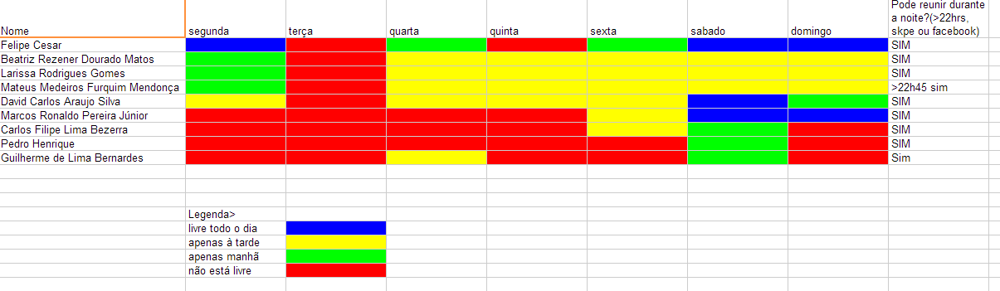 Nome segunda terça quarta quinta sexta sabado domingo Pode reunir durante
a noite?(>22hrs,
skpe ou facebook)
Felipe Cesar SIM
Beatriz Rezener Dourado Matos SIM
Larissa Rodrigues Gomes SIM
Mateus Medeiros Furquim Mendonça >22h45 sim
David Carlos Araujo Silva SIM
Marcos Ronaldo Pereira Júnior SIM
Carlos Filipe Lima Bezerra SIM
Pedro Henrique SIM
Guilherme de Lima Bernardes Sim
Legenda>
livre todo o dia
apenas à tarde
apenas manhã
não está livre